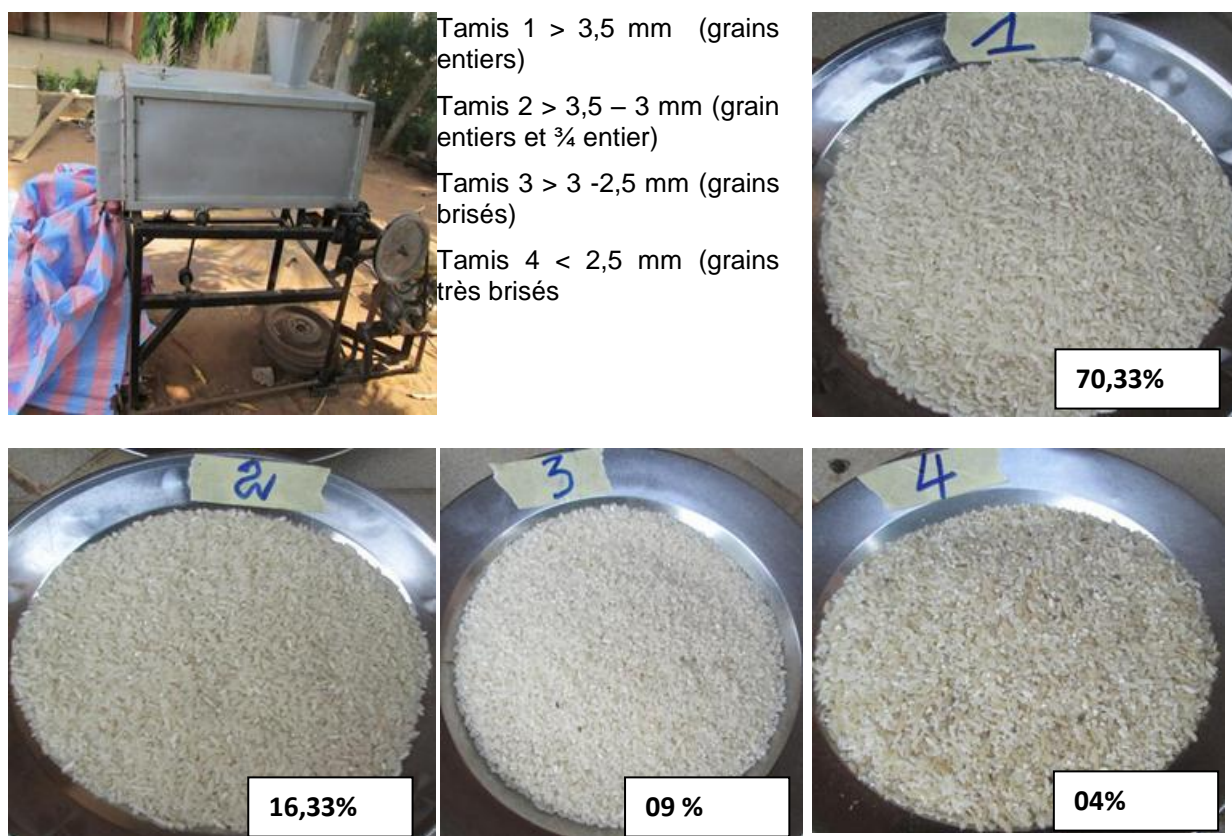 Tamis 1 > 3,5 mm (grains
entiers)
Tamis 2 > 3,5 – 3 mm (grain
entiers et ¾ entier)
Tamis 3 > 3 -2,5 mm (grains
brisés)
Tamis 4 < 2,5 mm (grains
très brisés
1
70,33%
2
16,33%
3
09 %
4
04%